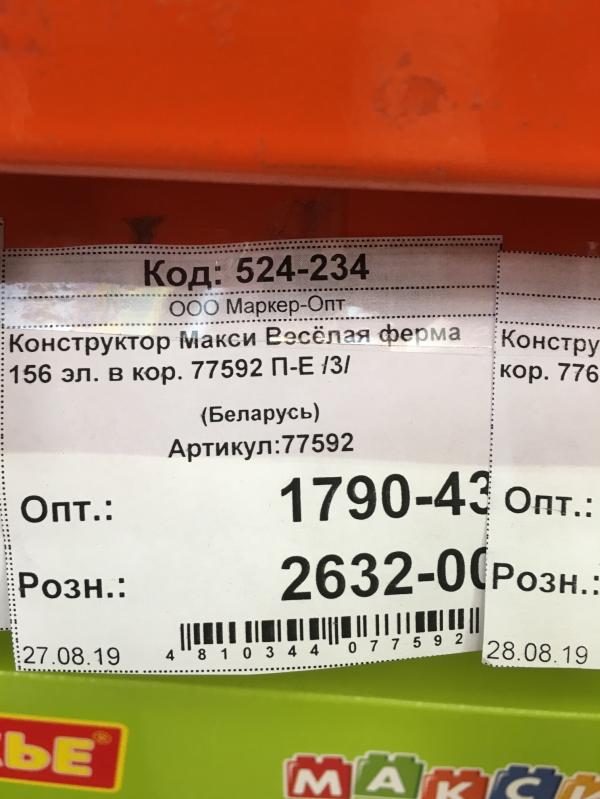 Код: 524-234
ООО Маркер-Опт
Конструктор Макси Весёлая ферма
156 эл. в кор. 77592 П-Е /3/
(Беларусь)
Артикул:77592
Опт.: 1790-43
Розн.: 2632-00
4 810344 077592
27.08.19
Констру
кор. 776
Опт.:
Розн.:
28.08.19
ЬЕ
МАКСИ